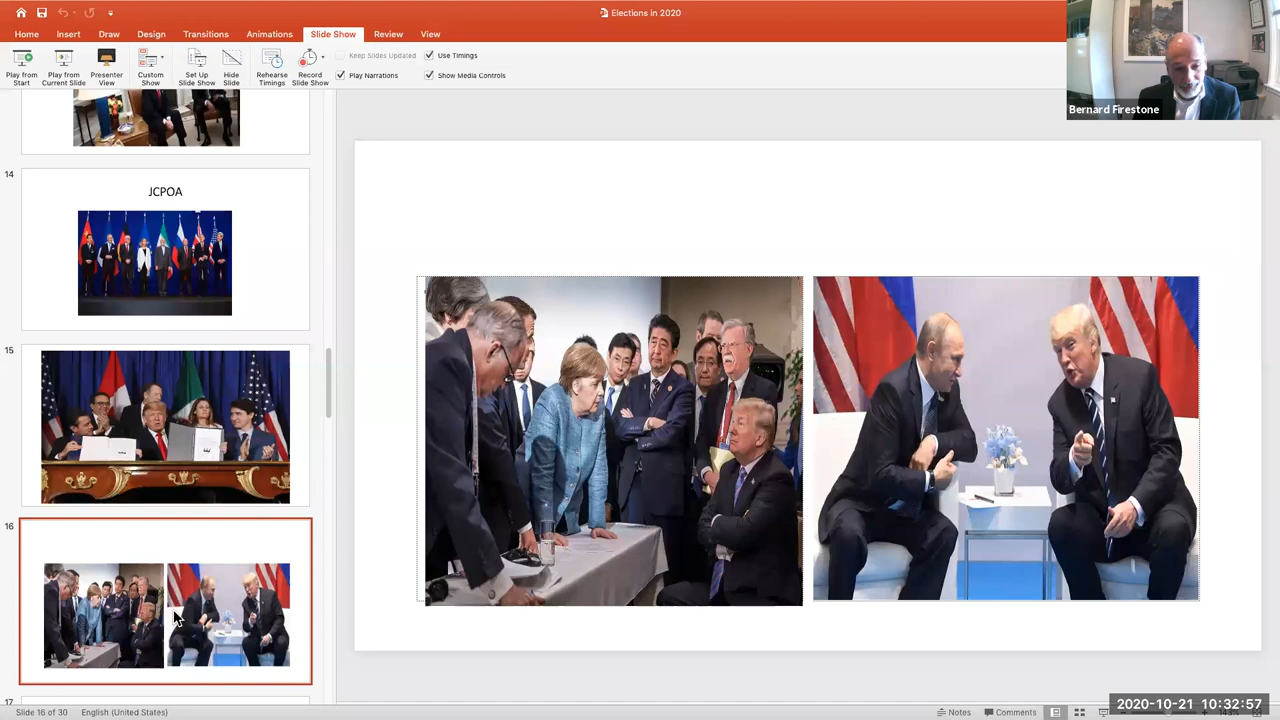 Elections in 2020
Home Insert Draw Design Transitions Animations Slide Show Review View
Play from Start
Play from Current Slide
Presenter View
Custom Show
Set Up Slide Show
Hide Slide
Rehearse Timings
Record Slide Show
Keep Slides Updated
Use Timings
Play Narrations
Show Media Controls
Bernard Firestone
14
JCPOA
15
16
17
Slide 16 of 30 English (United States)
Notes Comments
2020-10-21 10:32:57